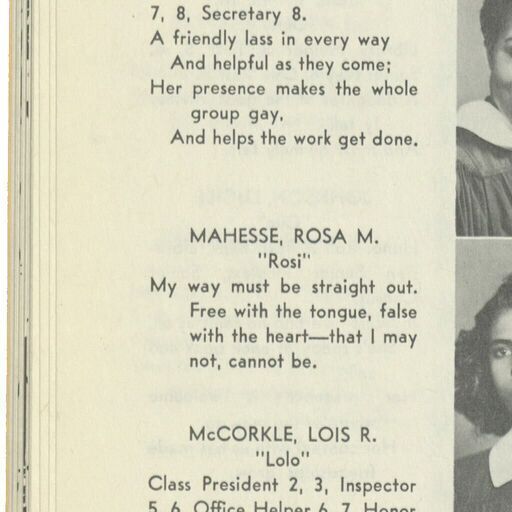 7, 8, Secretary 8.
A friendly lass in every way
And helpful as they come;
Her presence makes the whole
group gay,
And helps the work get done.
MAHESSE, ROSA M.
"Rosi"
My way must be straight out.
Free with the tongue, false
with the heart—that I may
not, cannot be.
McCORKLE, LOIS R.
"Lolo"
Class President 2, 3, Inspector
5, 6, Office Helper 6, 7, Honor